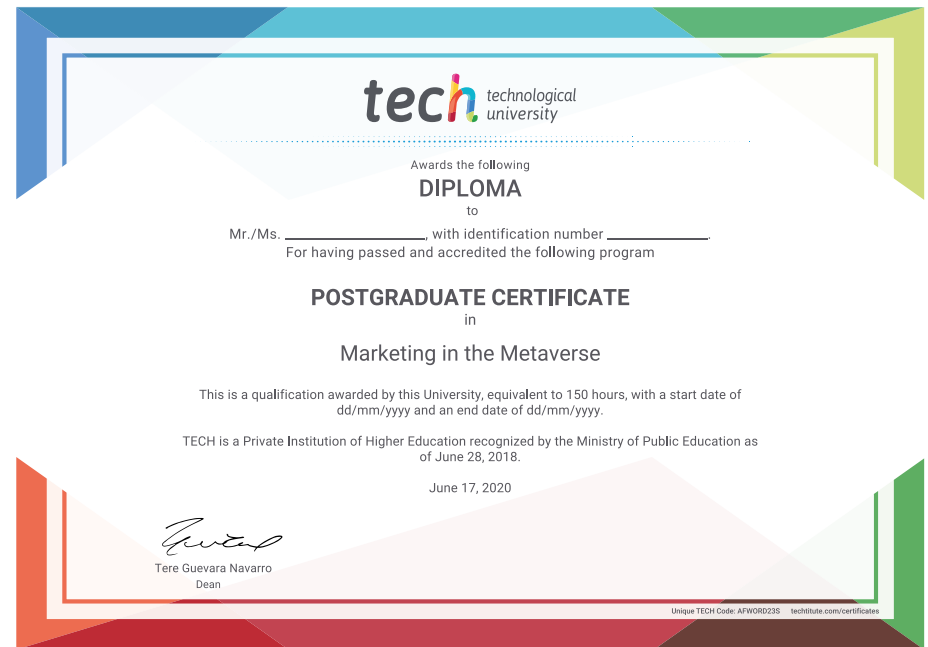 tech technological
university
Awards the following
DIPLOMA
to
Mr./Ms. ____________________, with identification number ______________.
For having passed and accredited the following program
POSTGRADUATE CERTIFICATE
in
Marketing in the Metaverse
This is a qualification awarded by this University, equivalent to 150 hours, with a start date of
dd/mm/yyyy and an end date of dd/mm/yyyy.
TECH is a Private Institution of Higher Education recognized by the Ministry of Public Education as
of June 28, 2018.
June 17, 2020
Tere Guevara Navarro
Dean
Unique TECH Code: AFWORD23S techtitute.com/certificates